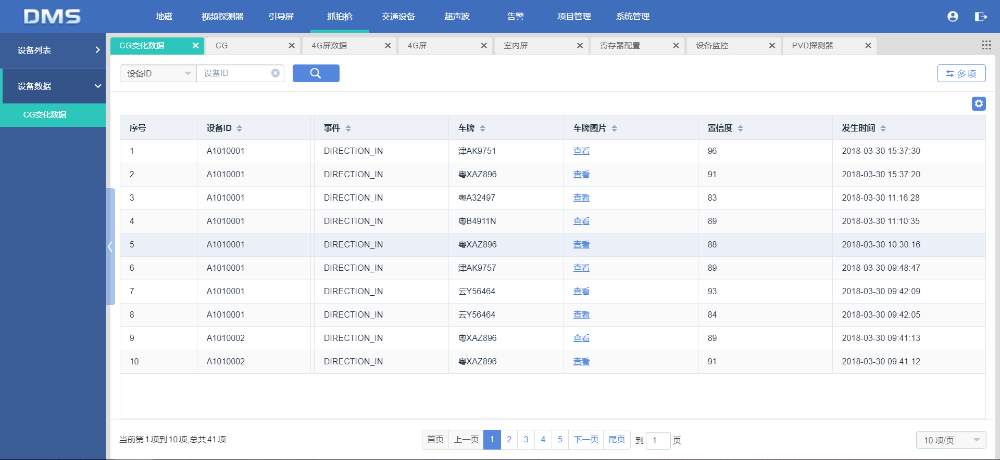 DMS 地磁 视频探测器 引导屏 抓拍枪 交通设备 超声波 告警 项目管理 系统管理
设备列表
设备数据
CG变化数据
CG变化数据 CG 4G屏数据 4G屏 室内屏 寄存器配置 设备监控 PVD探测器
设备ID 设备ID 多项
序号 设备ID 事件 车牌 车牌图片 置信度 发生时间
1 A1010001 DIRECTION_IN 津AK9751 查看 96 2018-03-30 15:37:30
2 A1010001 DIRECTION_IN 粤XAZ896 查看 91 2018-03-30 15:37:20
3 A1010001 DIRECTION_IN 粤A32497 查看 83 2018-03-30 11:16:28
4 A1010001 DIRECTION_IN 粤B4911N 查看 89 2018-03-30 11:10:35
5 A1010001 DIRECTION_IN 粤XAZ896 查看 88 2018-03-30 10:30:16
6 A1010001 DIRECTION_IN 津AK9757 查看 89 2018-03-30 09:48:47
7 A1010001 DIRECTION_IN 云Y56464 查看 93 2018-03-30 09:42:09
8 A1010001 DIRECTION_IN 云Y56464 查看 84 2018-03-30 09:42:05
9 A1010002 DIRECTION_IN 粤XAZ896 查看 89 2018-03-30 09:41:13
10 A1010002 DIRECTION_IN 粤XAZ896 查看 91 2018-03-30 09:41:12
当前第1项到10项,总共41项 首页 上一页 1 2 3 4 5 下一页 尾页 到 1 页 10 项/页